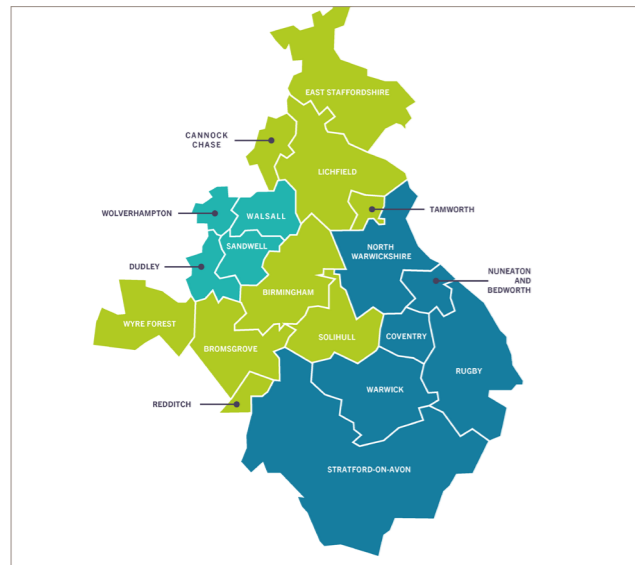 EAST STAFFORDSHIRE
CANNOCK
CHASE
LICHFIELD
WOLVERHAMPTON
WALSALL
TAMWORTH
SANDWELL
NORTH
WARWICKSHIRE
DUDLEY
NUNEATON
AND
BEDWORTH
BIRMINGHAM
WYRE FOREST
SOLIHULL
COVENTRY
BROMSGROVE
RUGBY
WARWICK
REDDITCH
STRATFORD-ON-AVON